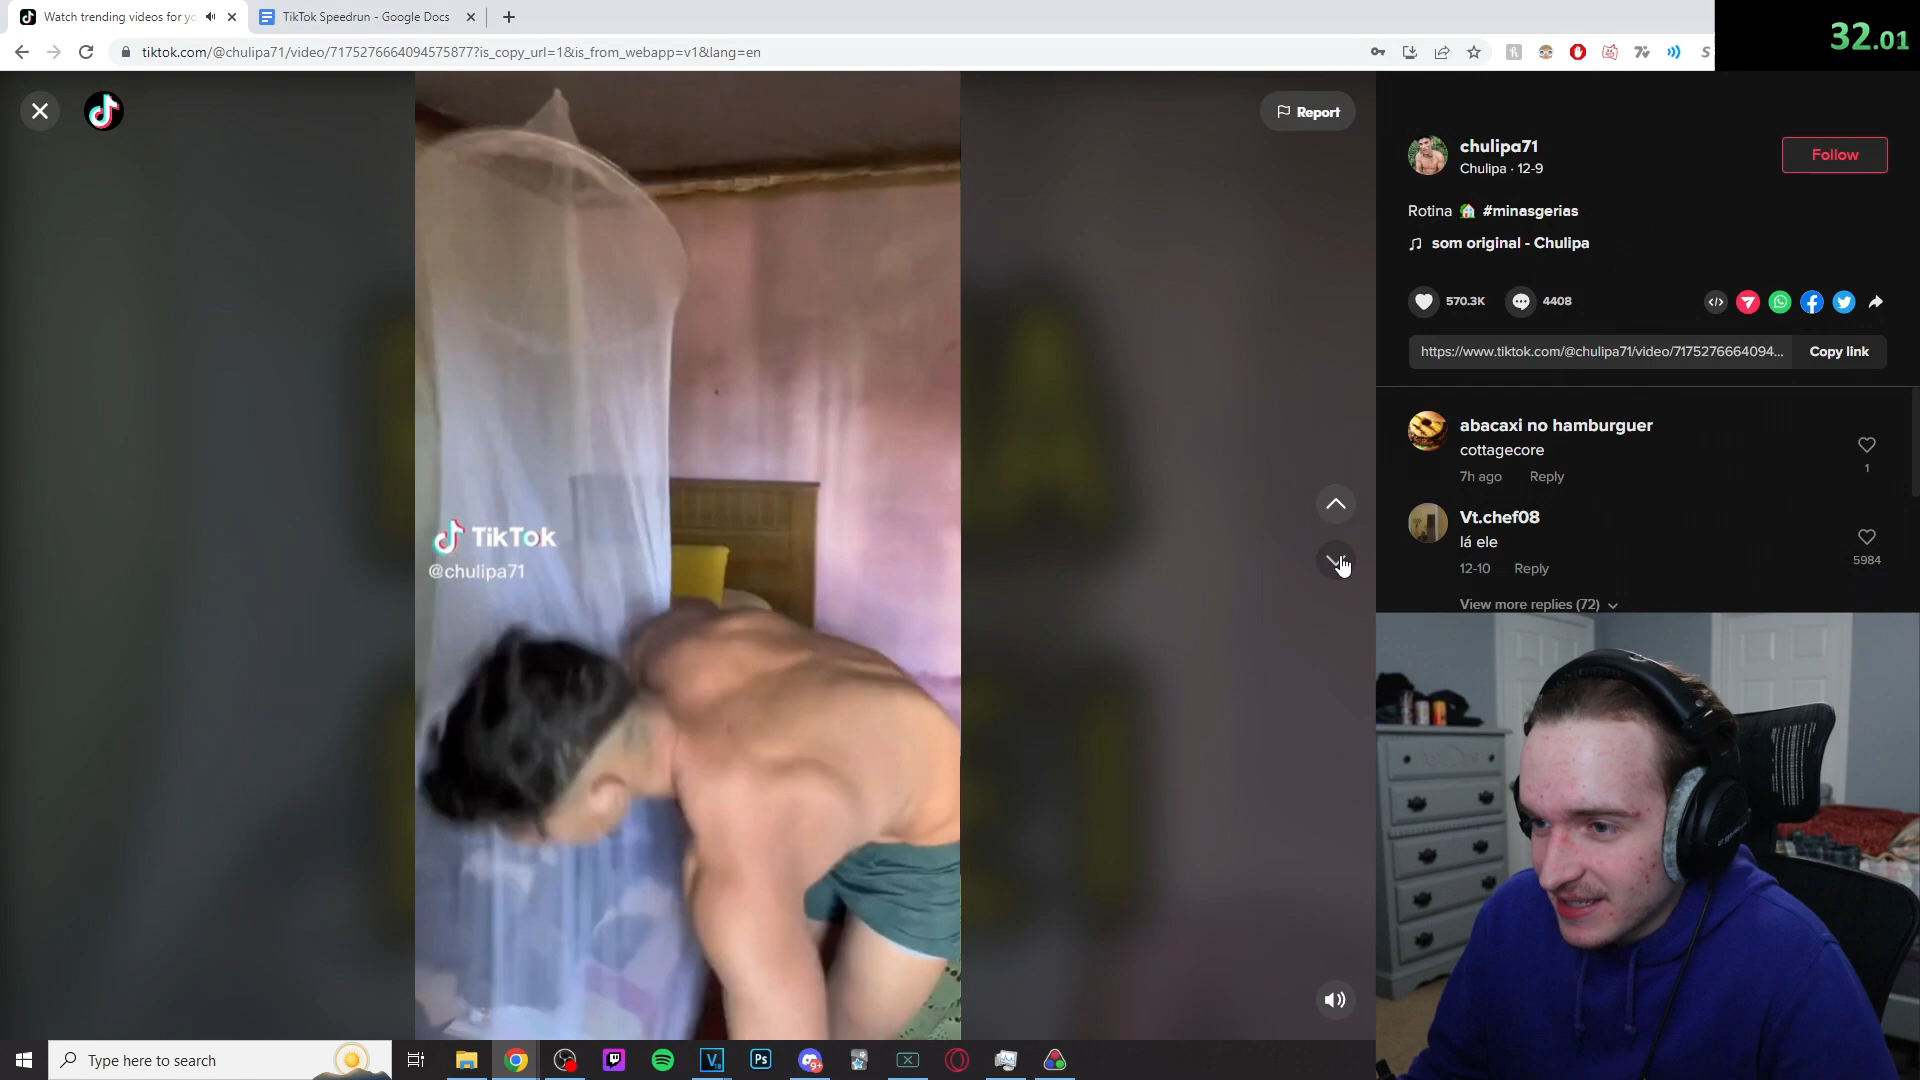 Watch trending videos for yo
TikTok Speedrun - Google Docs
32.01
tiktok.com/@chulipa71/video/7175276664094575877?is_copy_url=1&is_from_webapp=v1&lang=en
Report
chulipa71
Chulipa · 12-9
Follow
Rotina #minasgerias
som original - Chulipa
570.3K
4408
https://www.tiktok.com/@chulipa71/video/7175276664094...
Copy link
abacaxi no hamburguer
cottagecore
7h ago Reply
1
Vt.chef08
lá ele
12-10 Reply
5984
View more replies (72)
TikTok
@chulipa71
Type here to search
Ps
9+